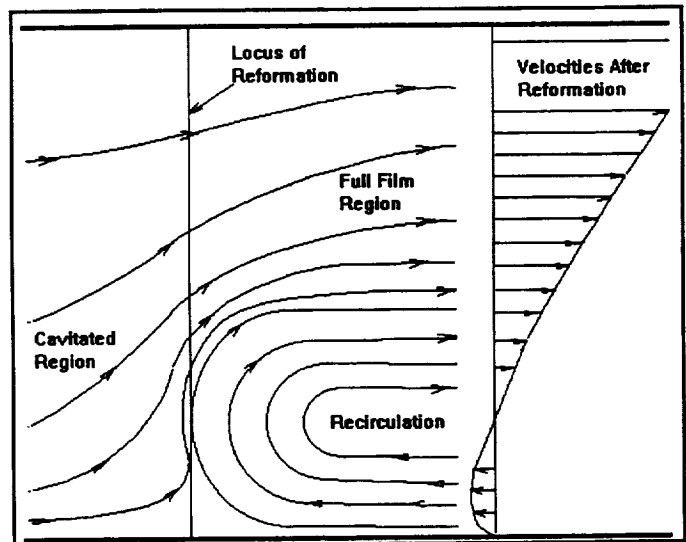 Locus of
Reformation
Velocities After
Reformation
Full Film
Region
Cavitated
Region
Recirculation